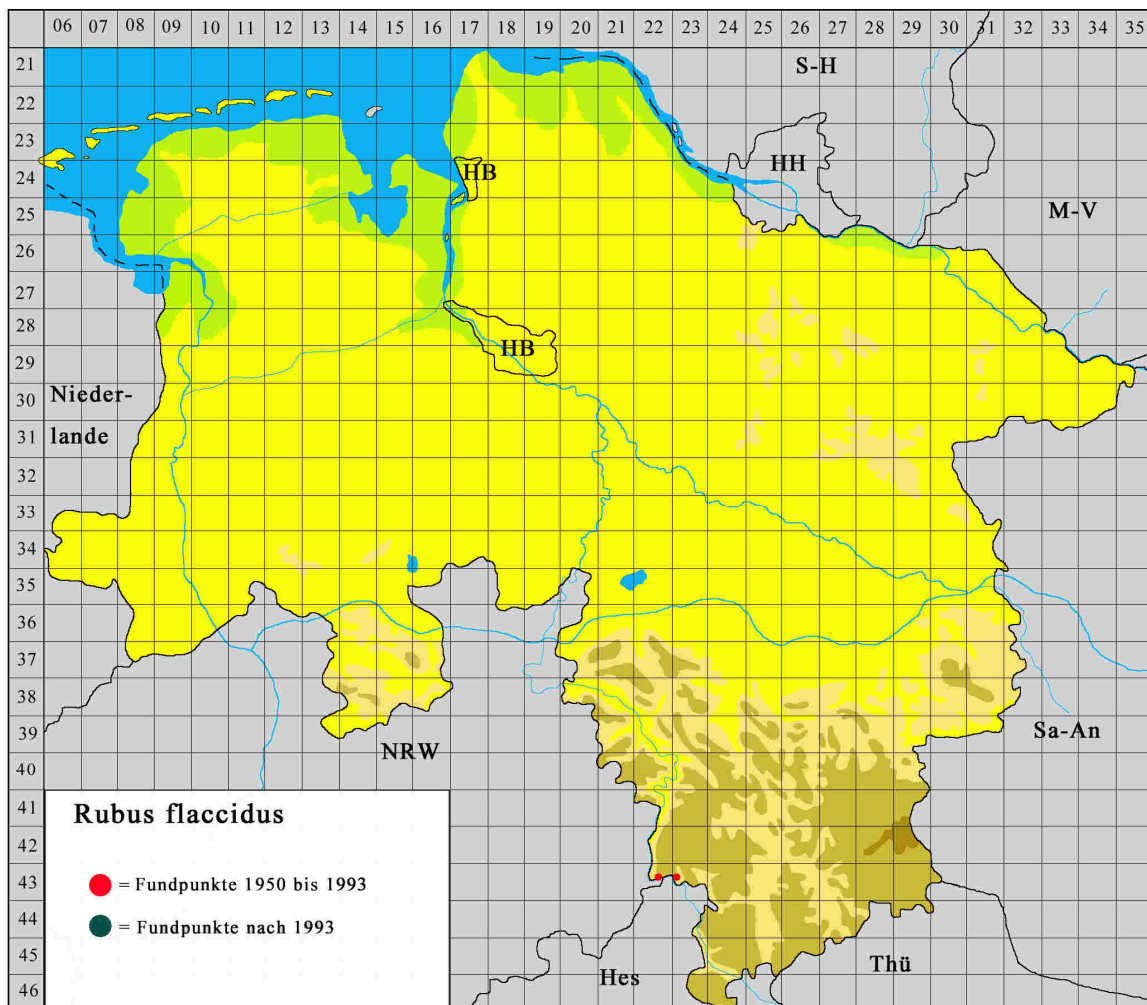 06 07 08 09 10 11 12 13 14 15 16 17 18 19 20 21 22 23 24 25 26 27 28 29 30 31 32 33 34 35
21
S-H
22
23
HH
24
HB
25
M-V
26
27
28
HB
29
30
Nieder-
31
lande
32
33
34
35
36
37
38
39
Sa-An
NRW
40
41
42
43
44
45
Hes
Thü
46
Rubus flaccidus
= Fundpunkte 1950 bis 1993
= Fundpunkte nach 1993